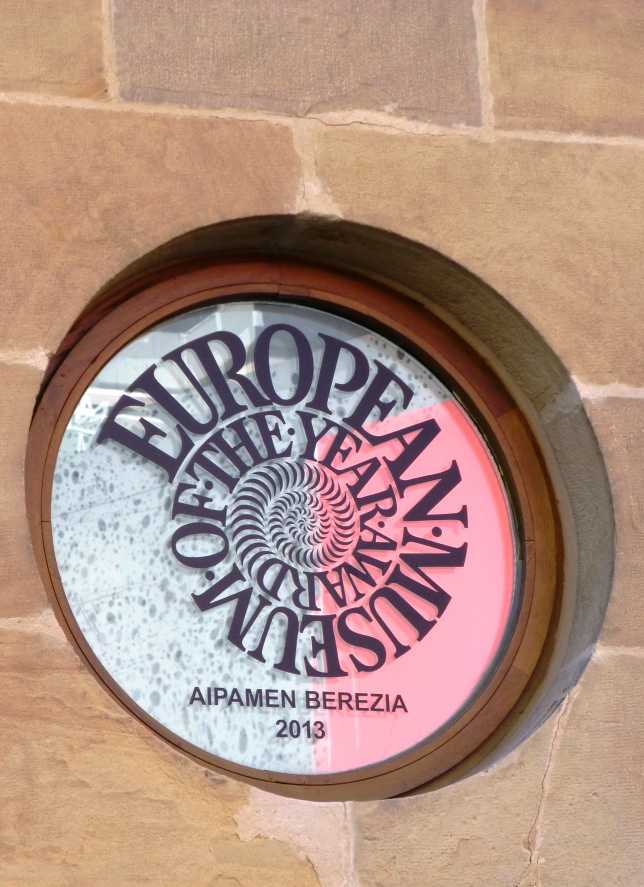 EUROPEAN·MUSEUM·OF·THE·YEAR·AWARD
AIPAMEN BEREZIA
2013